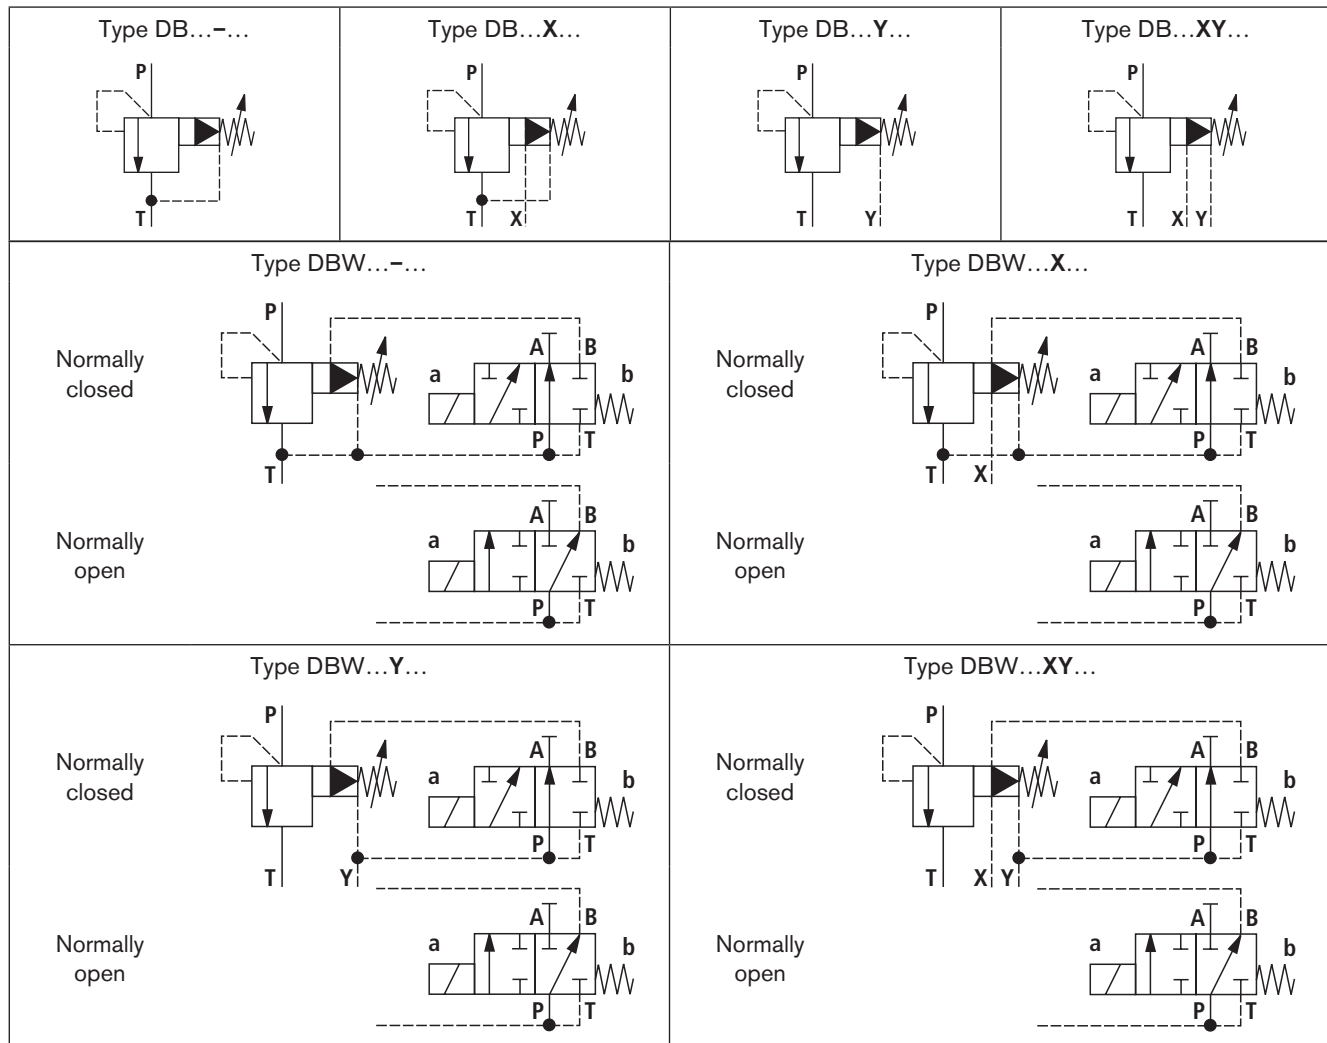 Type DB...–...
Type DB...X...
Type DB...Y...
Type DB...XY...
P
P
P
P
T
T X
T Y
T X Y
Type DBW...–...
Type DBW...X...
P
P
A B
A B
Normally
closed
a b
Normally
closed
a b
P T
P T
T
T X
A B
A B
Normally
open
a b
Normally
open
a b
P T
P T
Type DBW...Y...
Type DBW...XY...
P
P
A B
A B
Normally
closed
a b
Normally
closed
a b
P T
P T
T Y
T X Y
A B
A B
Normally
open
a b
Normally
open
a b
P T
P T